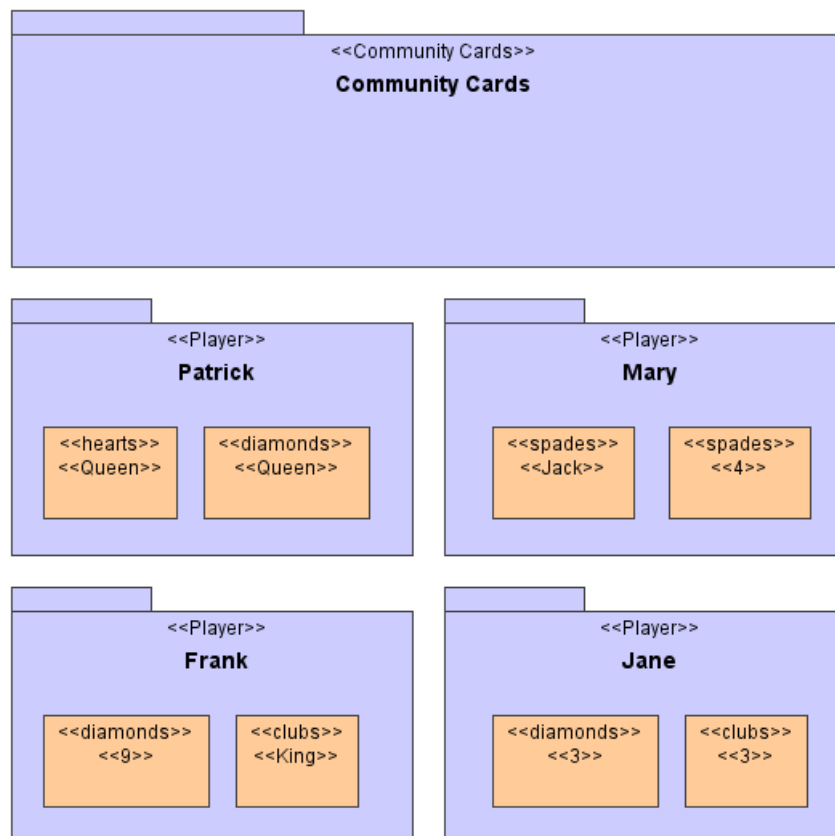 <<Community Cards>>
Community Cards
<<Player>>
Patrick
<<hearts>>
<<Queen>>
<<diamonds>>
<<Queen>>
<<Player>>
Mary
<<spades>>
<<Jack>>
<<spades>>
<<4>>
<<Player>>
Frank
<<diamonds>>
<<9>>
<<clubs>>
<<King>>
<<Player>>
Jane
<<diamonds>>
<<3>>
<<clubs>>
<<3>>